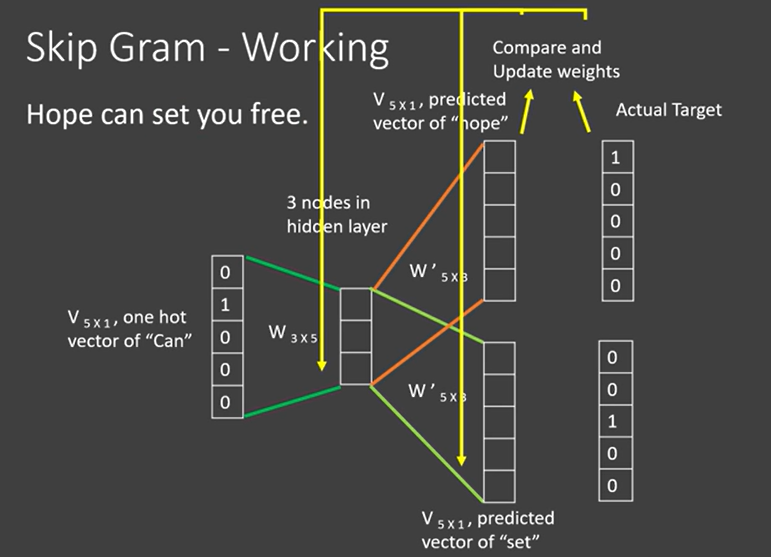 Skip Gram - Working
Hope can set you free.
Compare and
Update weights
V 5 X 1, predicted
vector of "hope"
Actual Target
3 nodes in
hidden layer
V 5 X 1, one hot
vector of "Can"
0
1
0
0
0
W 3 X 5
W' 5 X 3
W' 5 X 3
1
0
0
0
0
0
0
1
0
0
V 5 X 1, predicted
vector of "set"